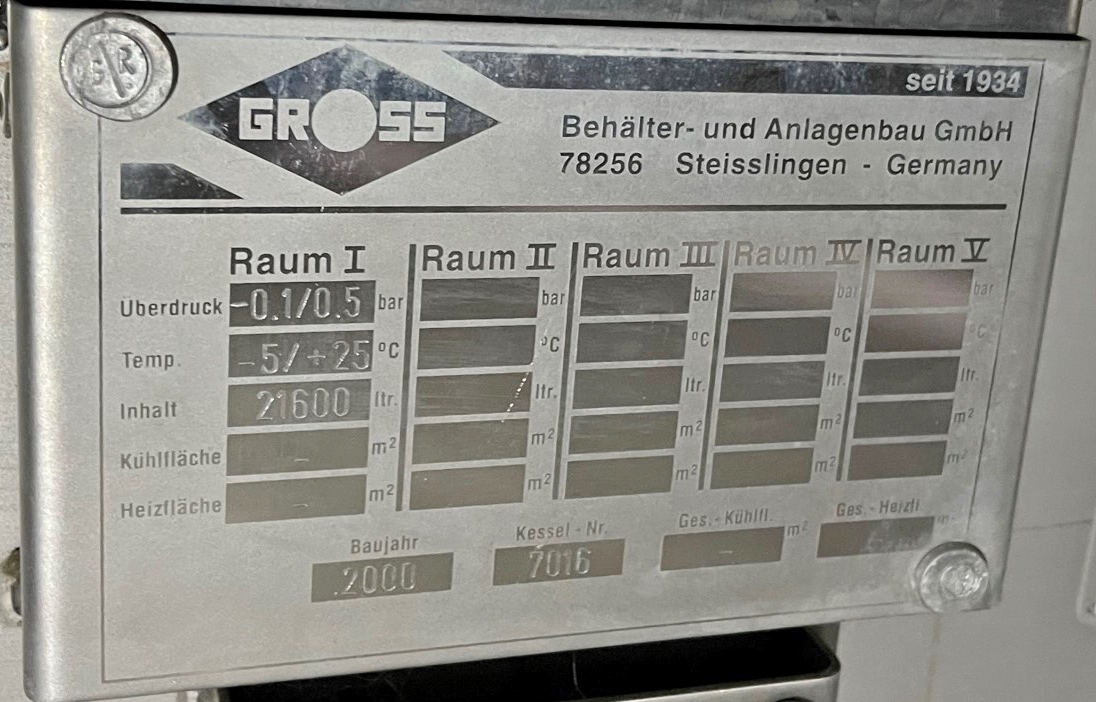 GROSS
seit 1934
Behälter- und Anlagenbau GmbH
78256 Steisslingen - Germany
Raum I Raum II Raum III Raum IV Raum V
Überdruck -0.1/0.5 bar bar bar bar bar
Temp. -5/+25 °C °C °C °C °C
Inhalt 21600 ltr. ltr. ltr. ltr. ltr.
Kühlfläche - m² m² m² m² m²
Heizfläche - m² m² m² m² m²
Baujahr Kessel - Nr. Ges. - Kühlfl. Ges. - Heizfl.
.2000 7016 - m²